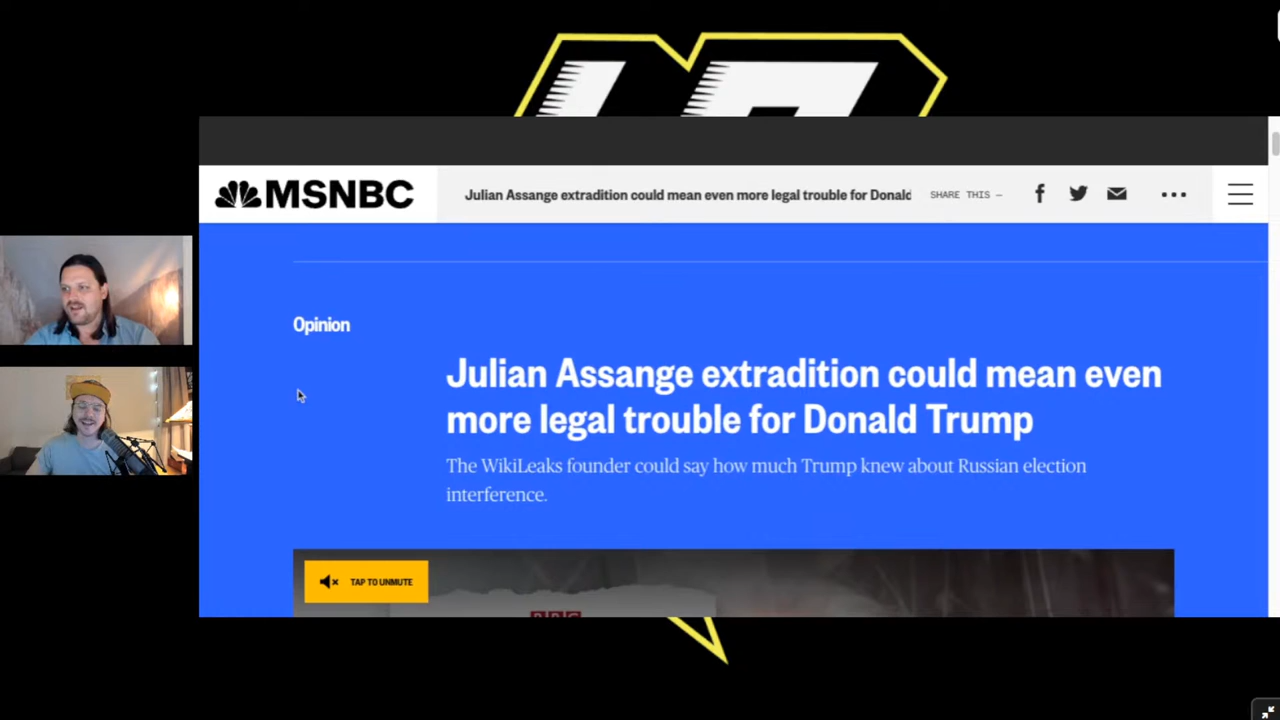 MSNBC
Julian Assange extradition could mean even more legal trouble for Donald
SHARE THIS —
Opinion
Julian Assange extradition could mean even
more legal trouble for Donald Trump
The WikiLeaks founder could say how much Trump knew about Russian election
interference.
TAP TO UNMUTE